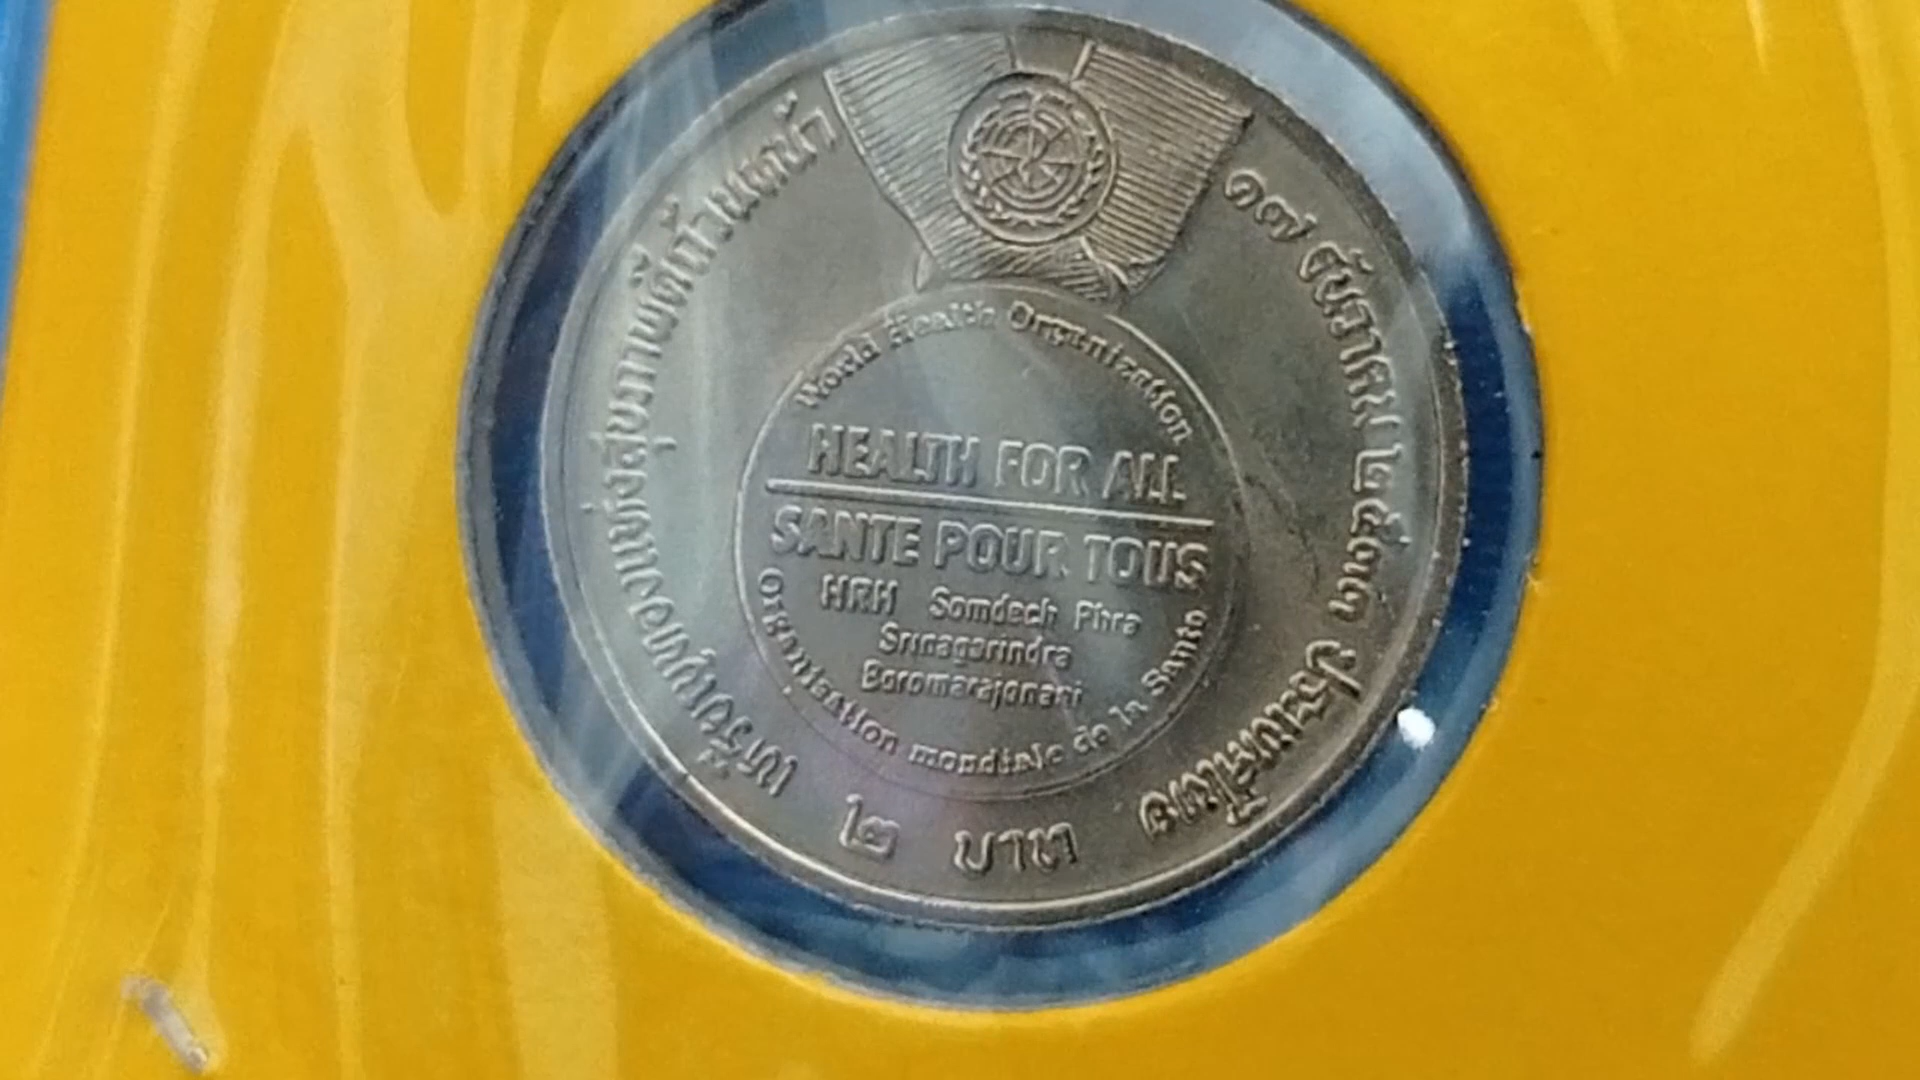 เหรียญทองแห่งสุขภาพดีถ้วนหน้า
๑๗ ธันวาคม ๒๕๓๓ ประเทศไทย
World Health Organization
HEALTH FOR ALL
SANTE POUR TOUS
HRH Somdech Phra
Srinagarindra
Boromarajonani
Organisation mondiale de la Santé
๒ บาท